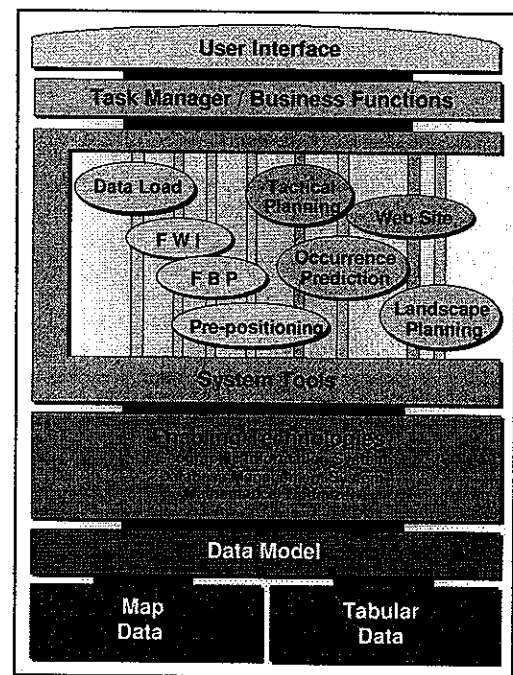 User Interface
Task Manager / Business Functions
Data Load
Tactical
Planning
Web Site
F W I
Occurrence
Prediction
F B P
Landscape
Planning
Pre-positioning
System Tools
Enabling Technologies
Data Model
Map
Data
Tabular
Data